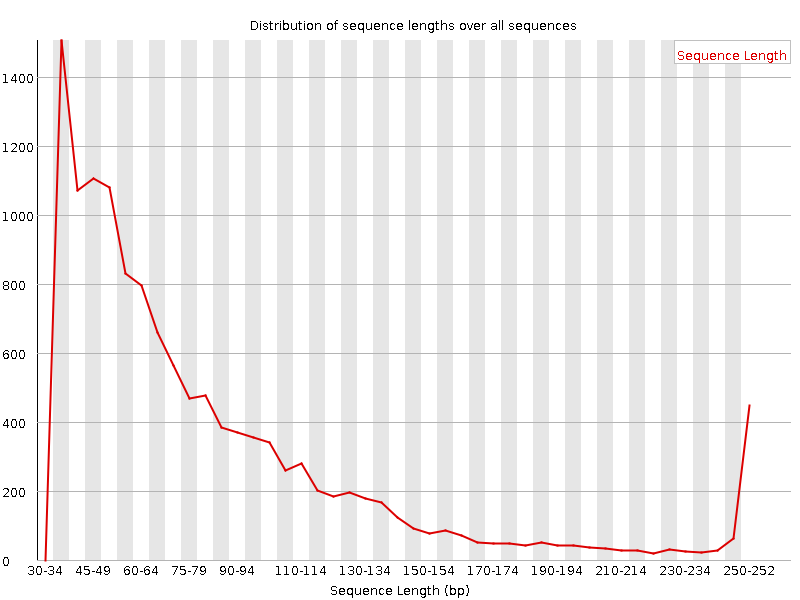 Distribution of sequence lengths over all sequences
Sequence Length
1400
1200
1000
800
600
400
200
0
30-34 45-49 60-64 75-79 90-94 110-114 130-134 150-154 170-174 190-194 210-214 230-234 250-252
Sequence Length (bp)